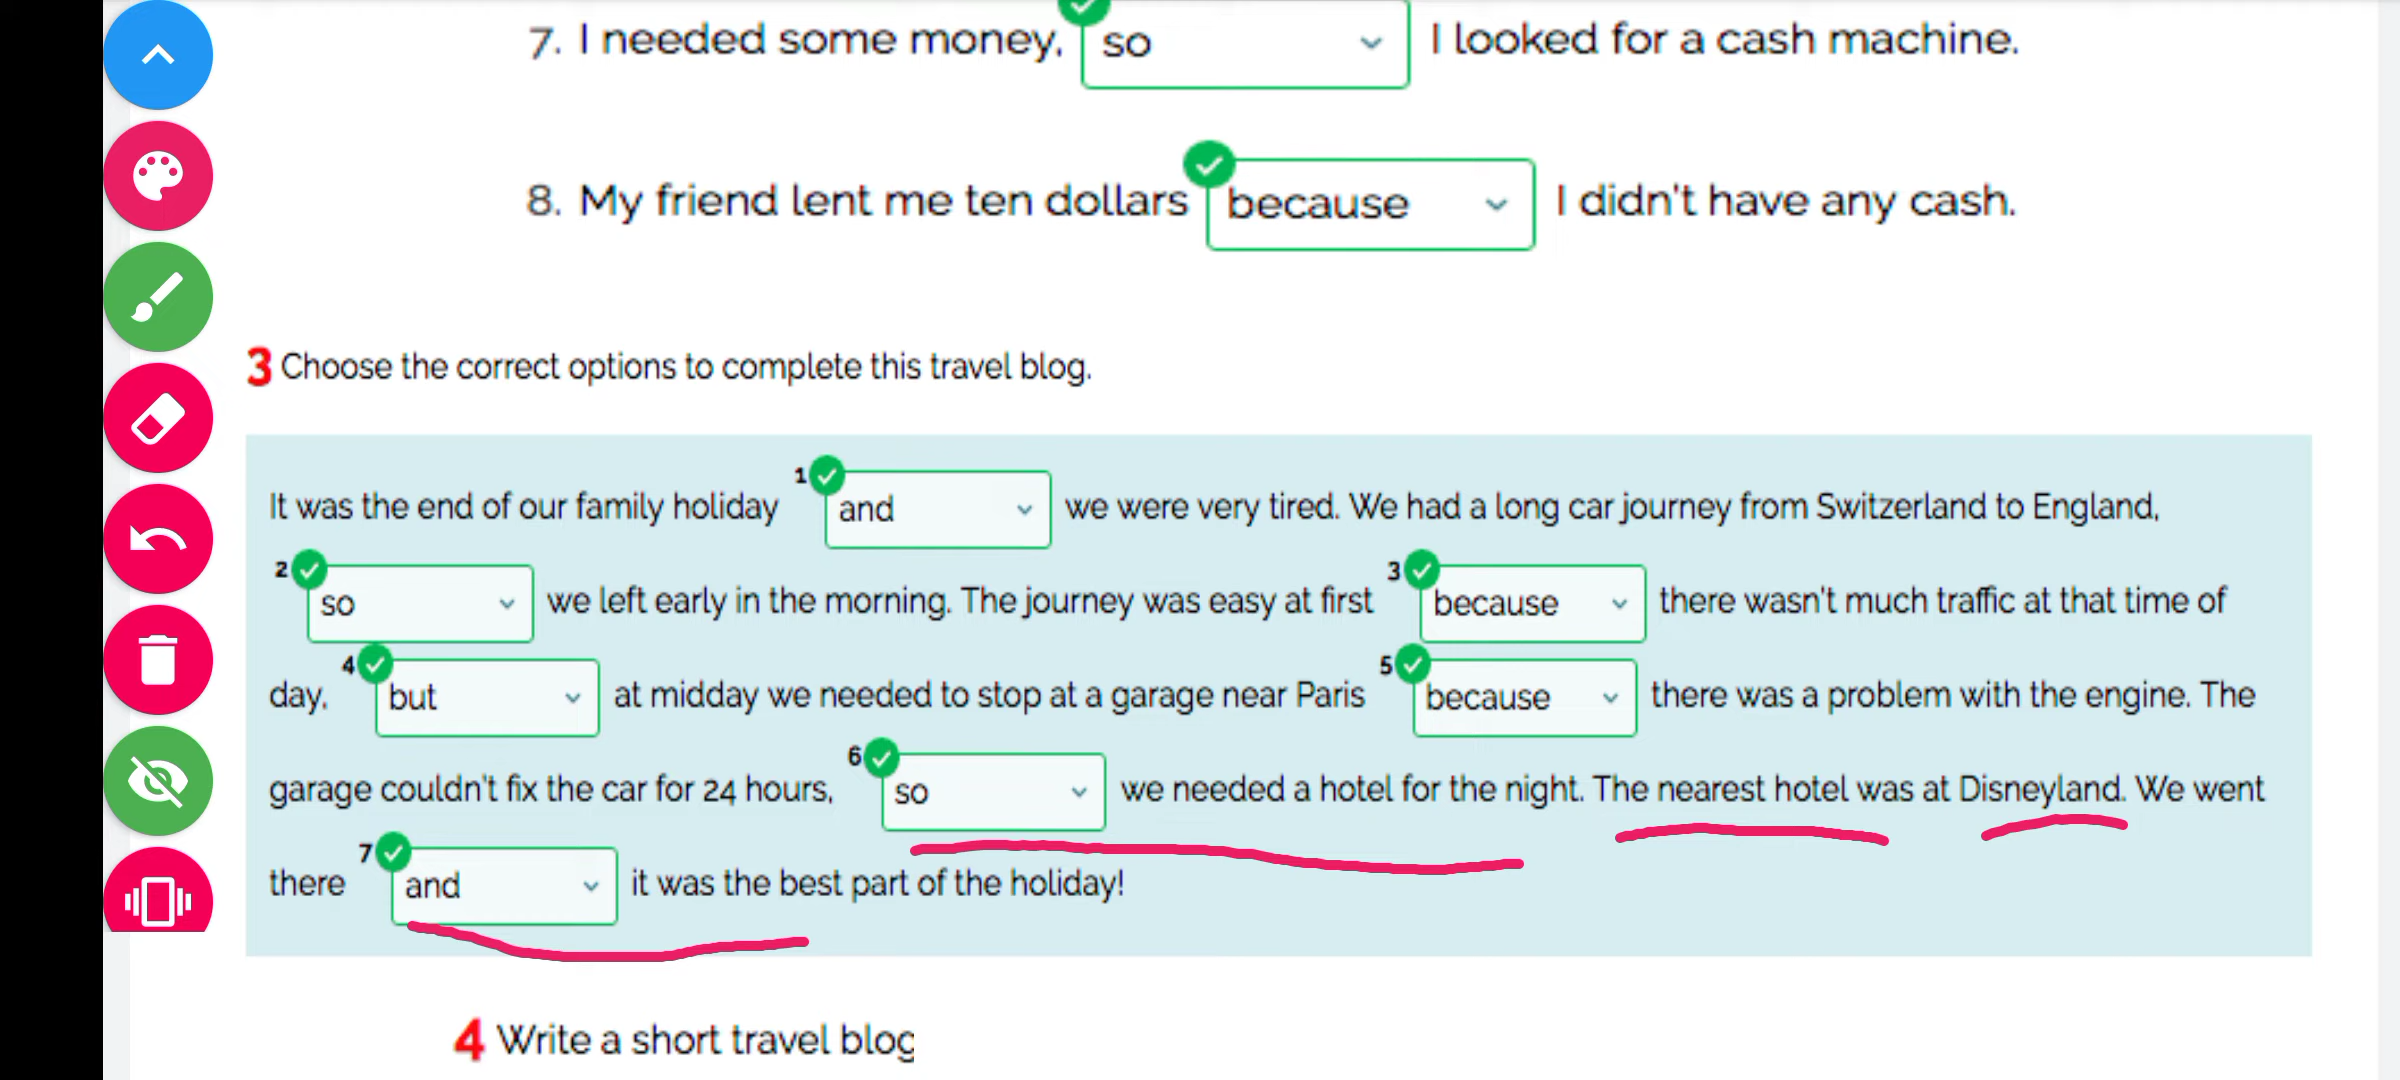 7. I needed some money, so I looked for a cash machine.
8. My friend lent me ten dollars because I didn't have any cash.
3 Choose the correct options to complete this travel blog.
It was the end of our family holiday 1 and we were very tired. We had a long car journey from Switzerland to England,
2 so we left early in the morning. The journey was easy at first 3 because there wasn't much traffic at that time of
day, 4 but at midday we needed to stop at a garage near Paris 5 because there was a problem with the engine. The
garage couldn't fix the car for 24 hours, 6 so we needed a hotel for the night. The nearest hotel was at Disneyland. We went
there 7 and it was the best part of the holiday!
4 Write a short travel blog